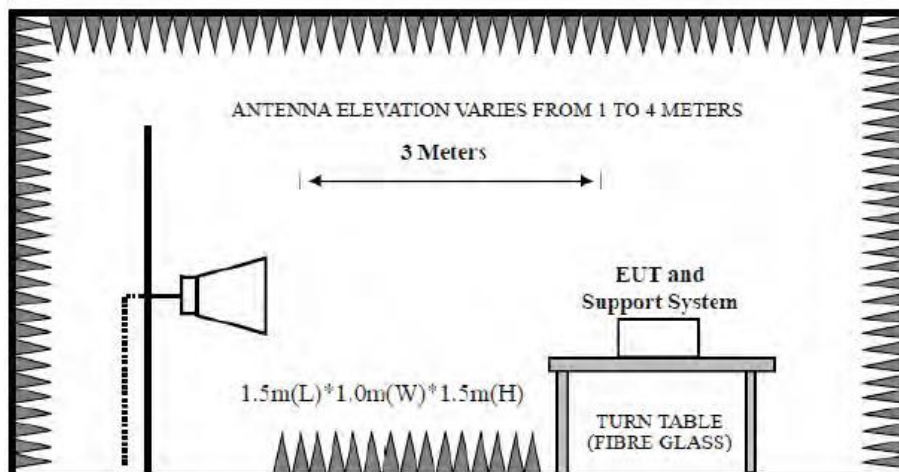 ANTENNA ELEVATION VARIES FROM 1 TO 4 METERS
3 Meters
EUT and
Support System
1.5m(L)*1.0m(W)*1.5m(H)
TURN TABLE
(FIBRE GLASS)